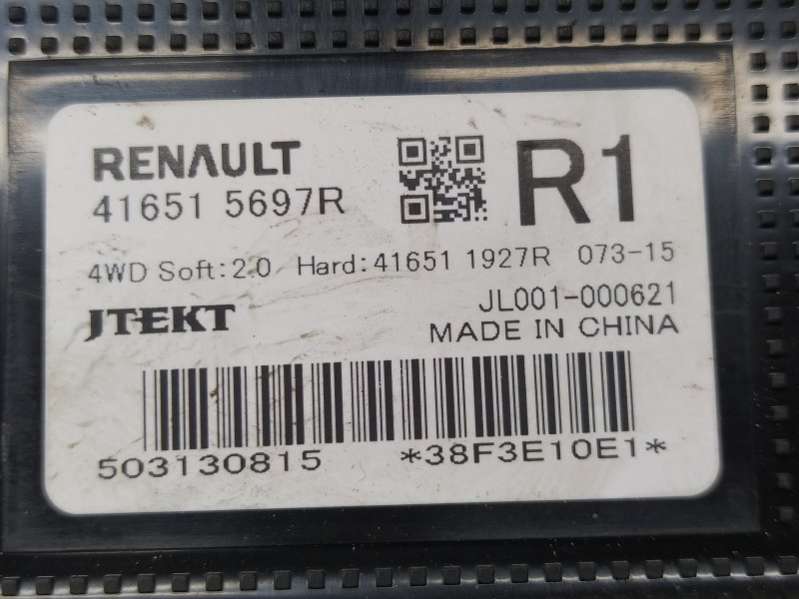 RENAULT
41651 5697R
R1
4WD Soft:2.0 Hard:41651 1927R 073-15
JTEKT
JL001-000621
MADE IN CHINA
503130815 *38F3E10E1*